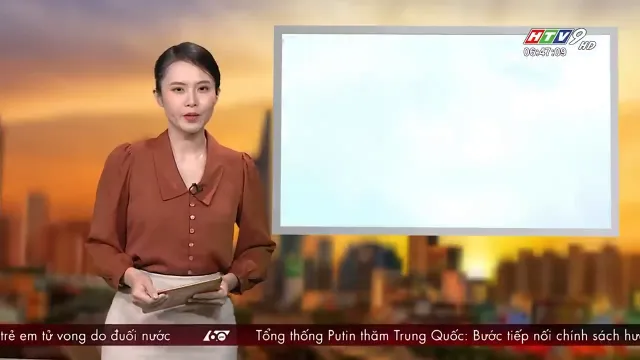 HTV9 HD
06:47:09
trẻ em tử vong do đuối nước 60 Tổng thống Putin thăm Trung Quốc: Bước tiếp nối chính sách hư